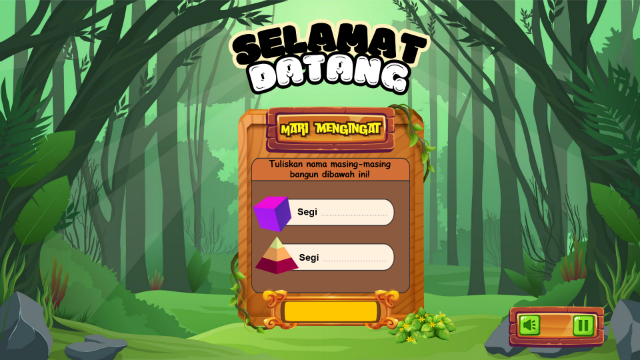 SELAMAT
DATANG
MARI MENGINGAT
Tuliskan nama masing-masing
bangun dibawah ini!
Segi ........................
Segi ........................